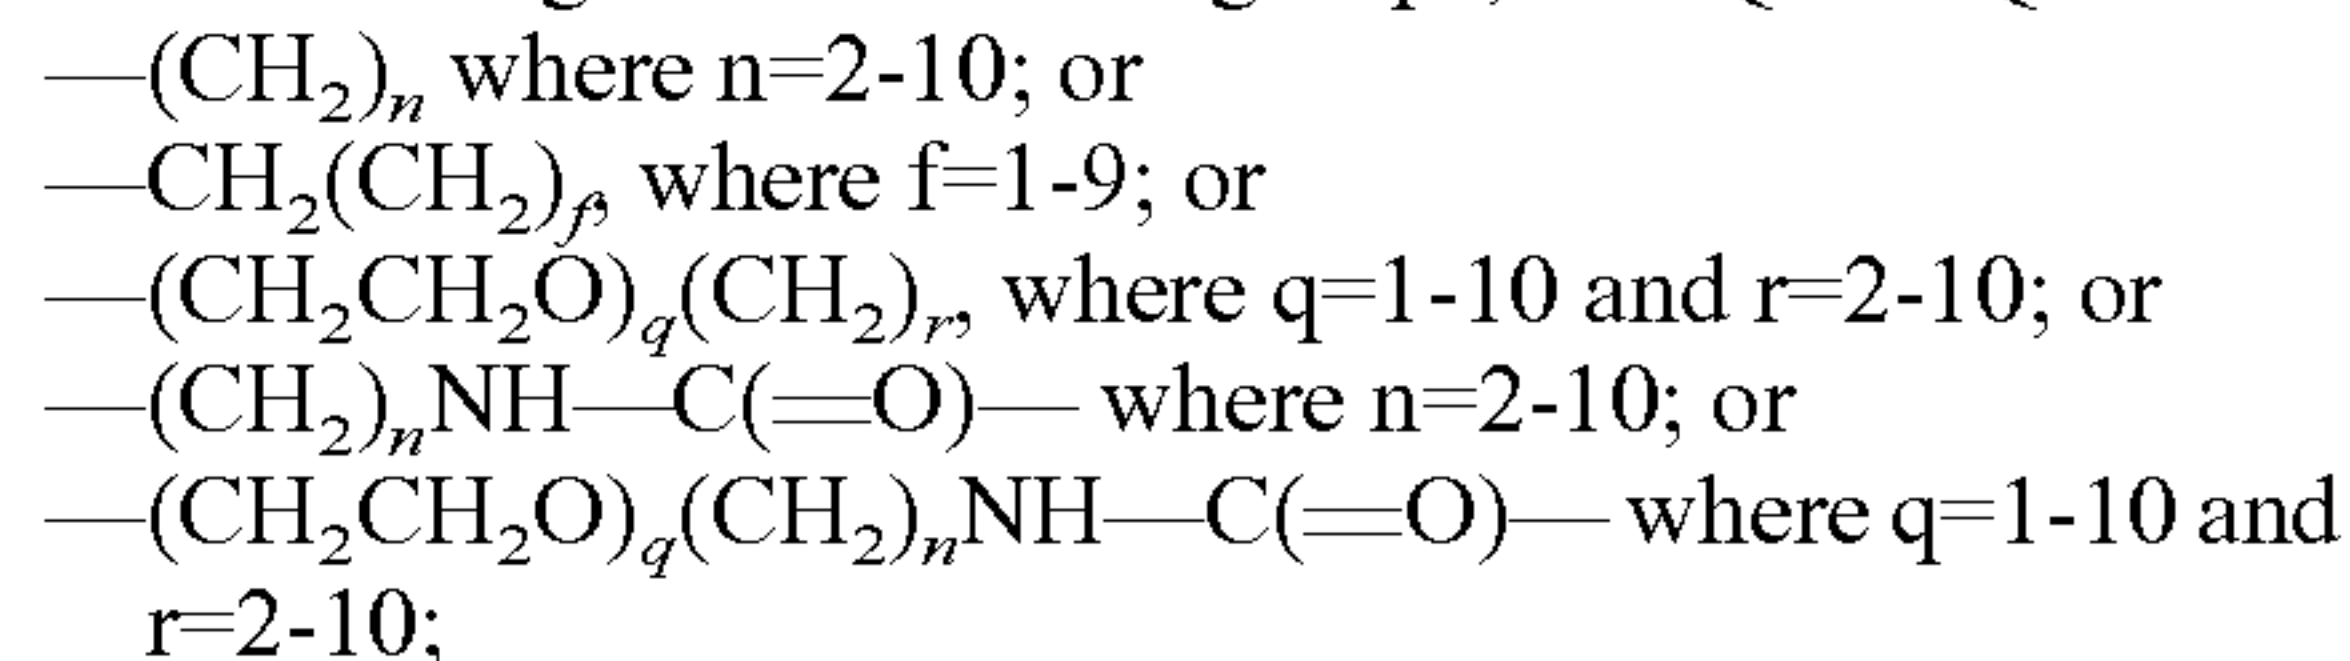 —(CH₂)ₙ where n=2-10; or
—CH₂(CH₂)f, where f=1-9; or
—(CH₂CH₂O)q(CH₂)r, where q=1-10 and r=2-10; or
—(CH₂)ₙNH—C(=O)— where n=2-10; or
—(CH₂CH₂O)q(CH₂)ₙNH—C(=O)— where q=1-10 and
r=2-10;